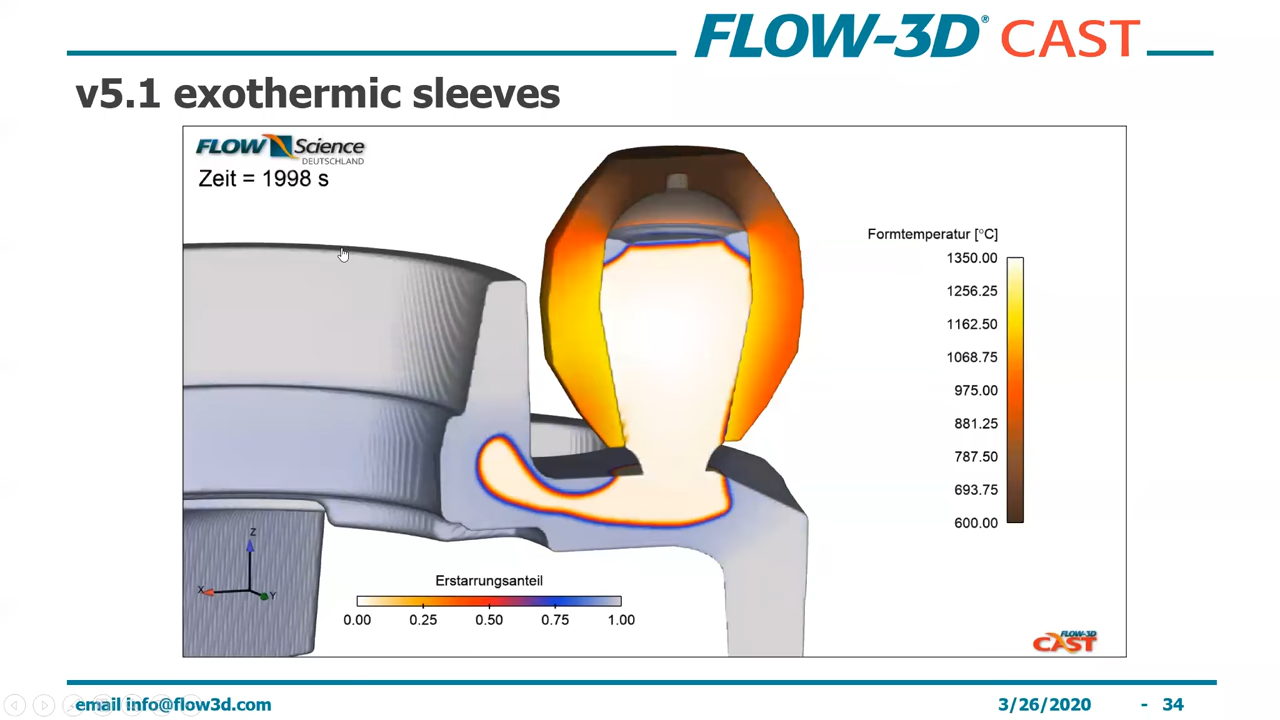 FLOW-3D® CAST
v5.1 exothermic sleeves
FLOW Science
DEUTSCHLAND
Zeit = 1998 s
Formtemperatur [°C]
1350.00
1256.25
1162.50
1068.75
975.00
881.25
787.50
693.75
600.00
Z
X
Y
Erstarrungsanteil
0.00 0.25 0.50 0.75 1.00
FLOW-3D
CAST
email info@flow3d.com 3/26/2020 - 34